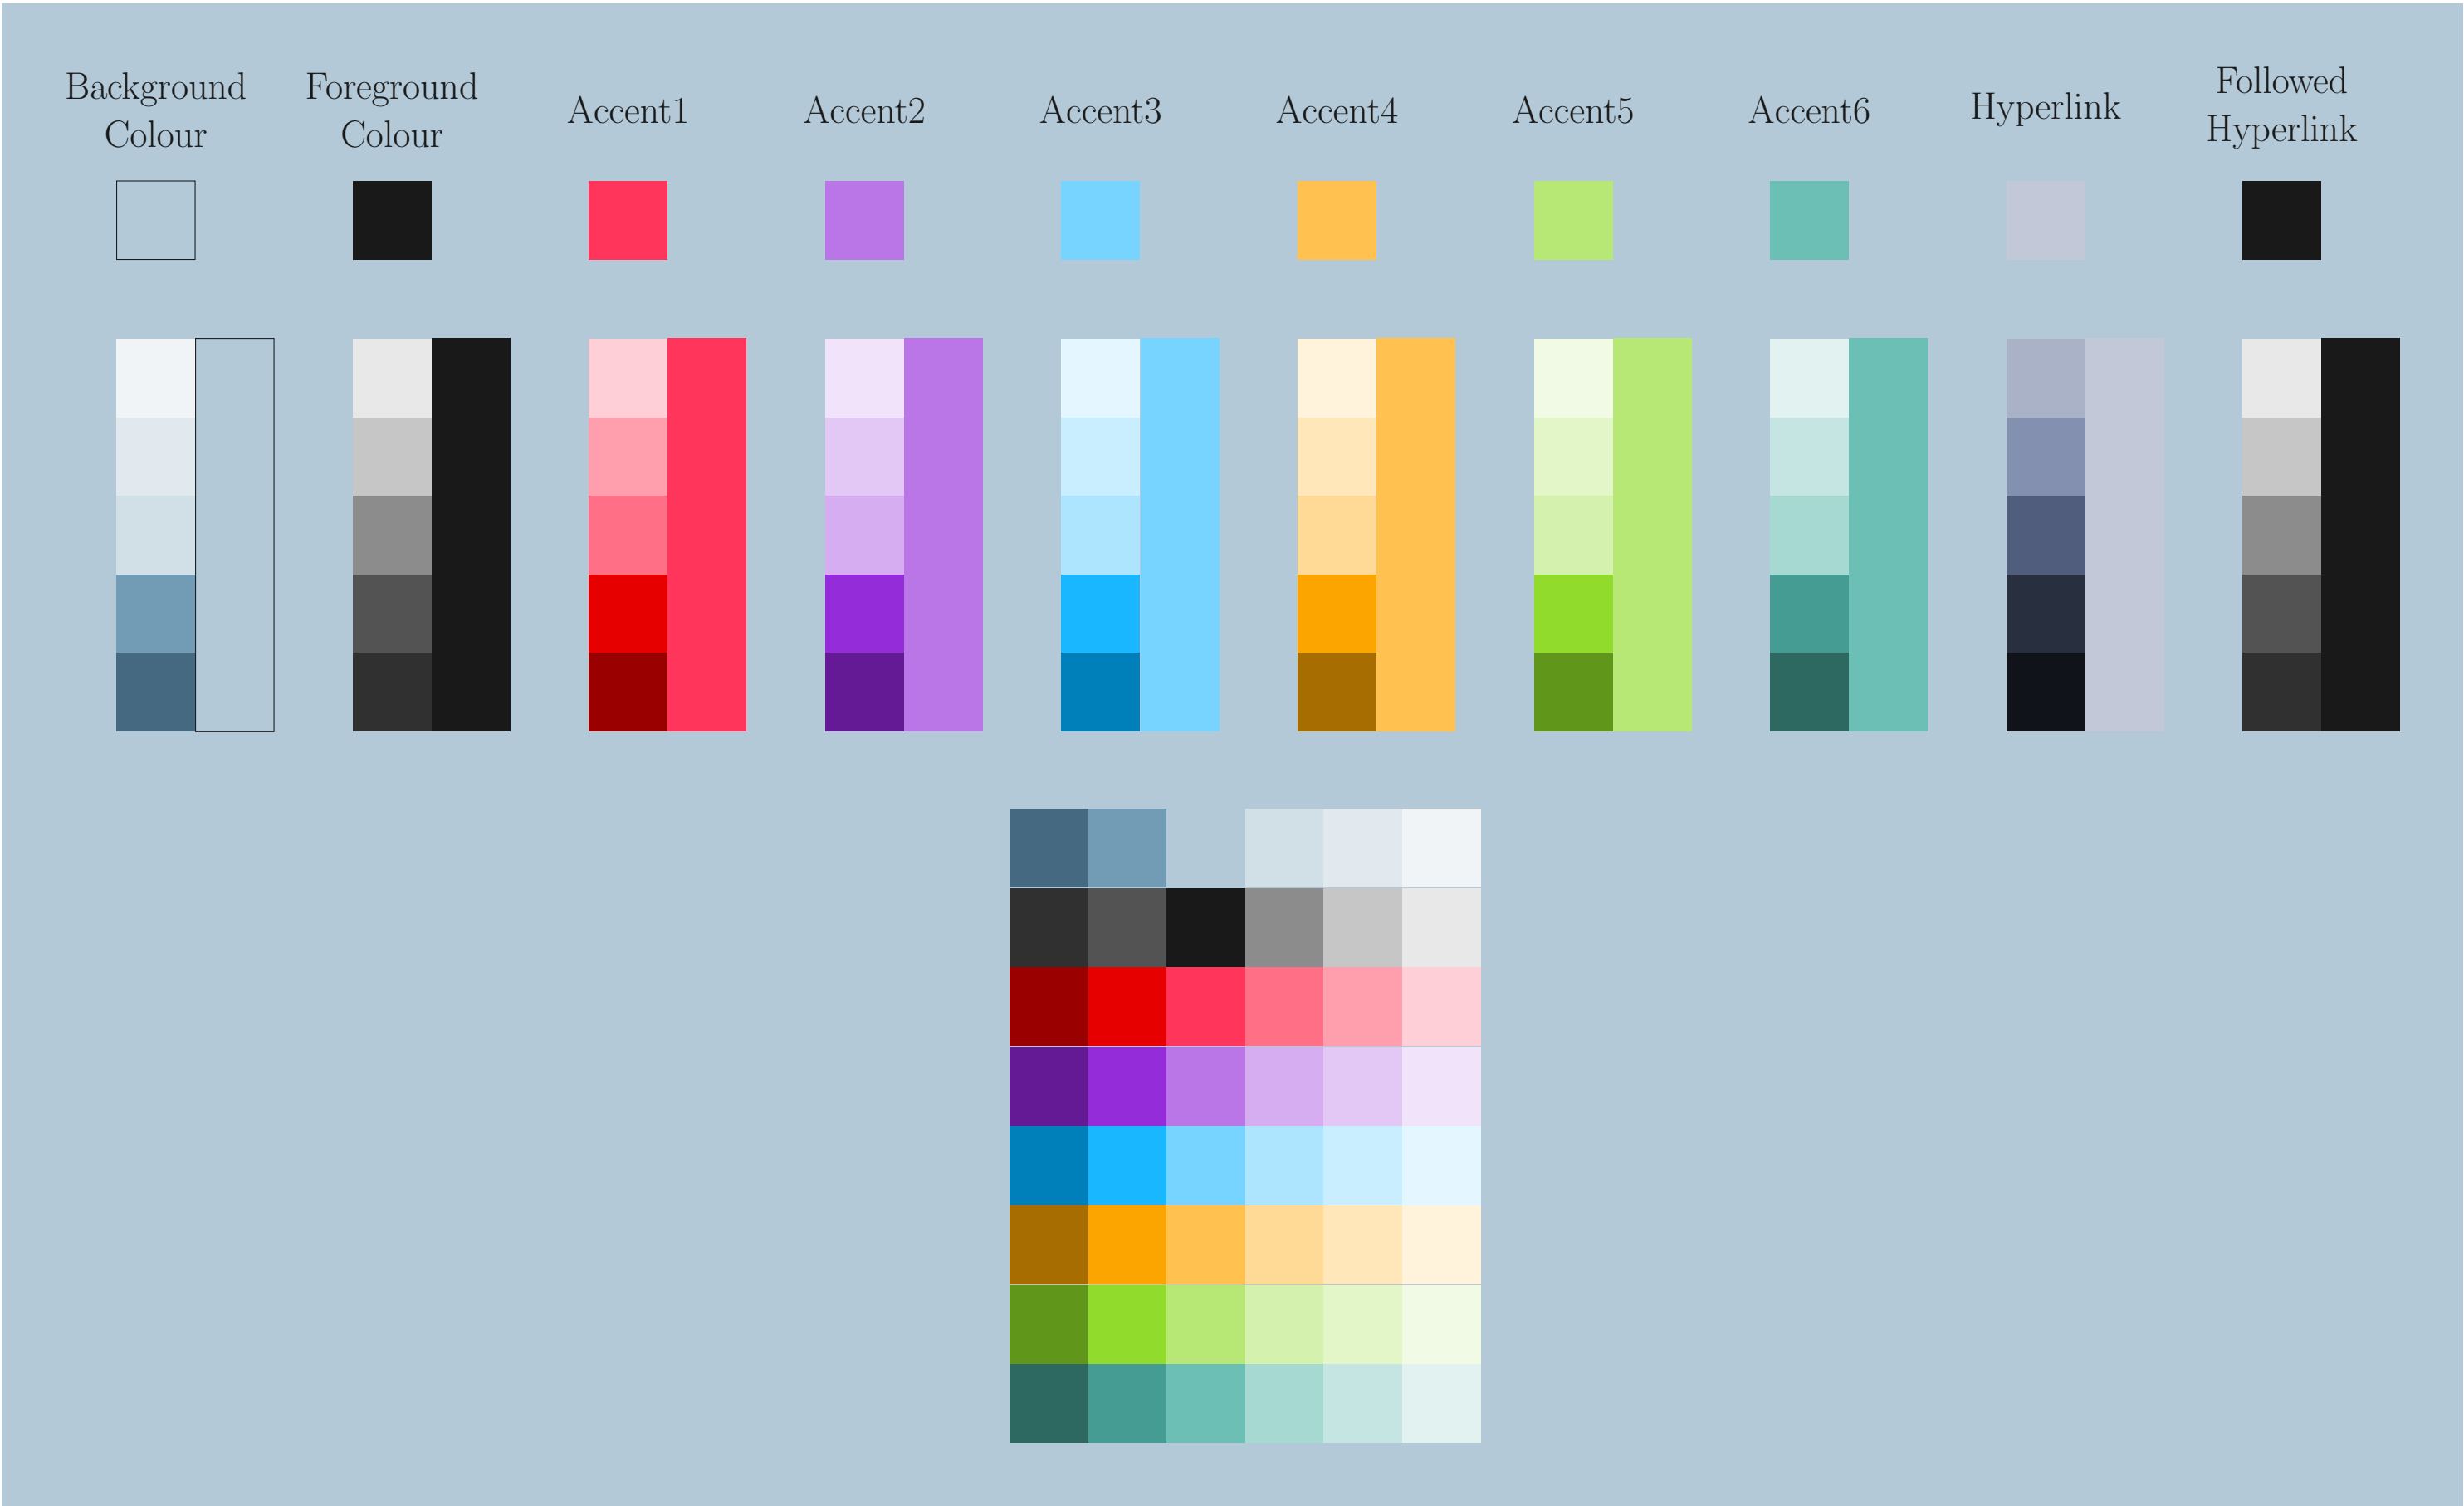 Background
Colour
Foreground
Colour
Accent1
Accent2
Accent3
Accent4
Accent5
Accent6
Hyperlink
Followed
Hyperlink